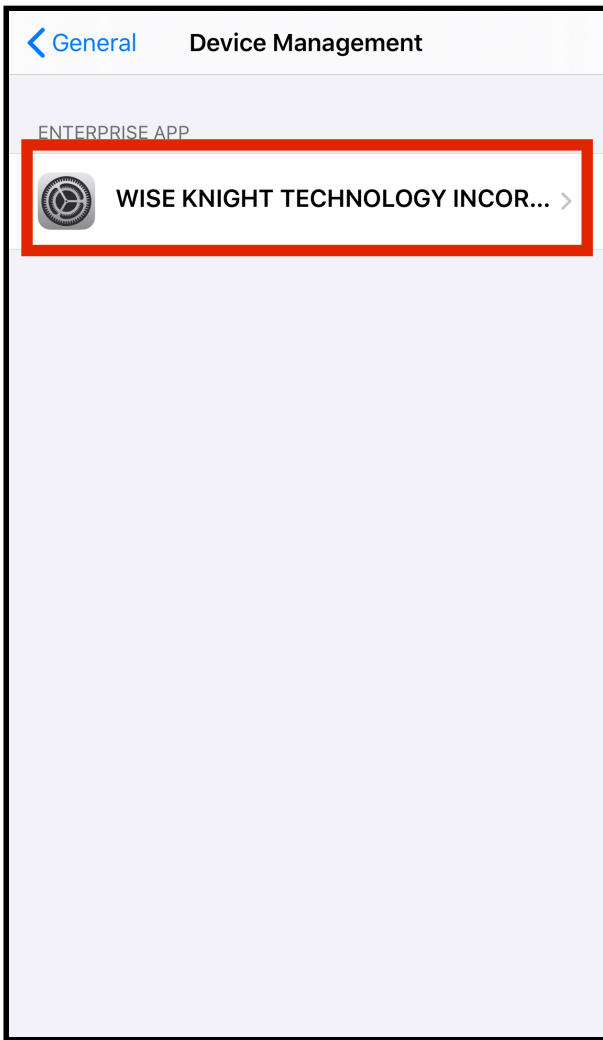 General
Device Management
ENTERPRISE APP
WISE KNIGHT TECHNOLOGY INCOR...